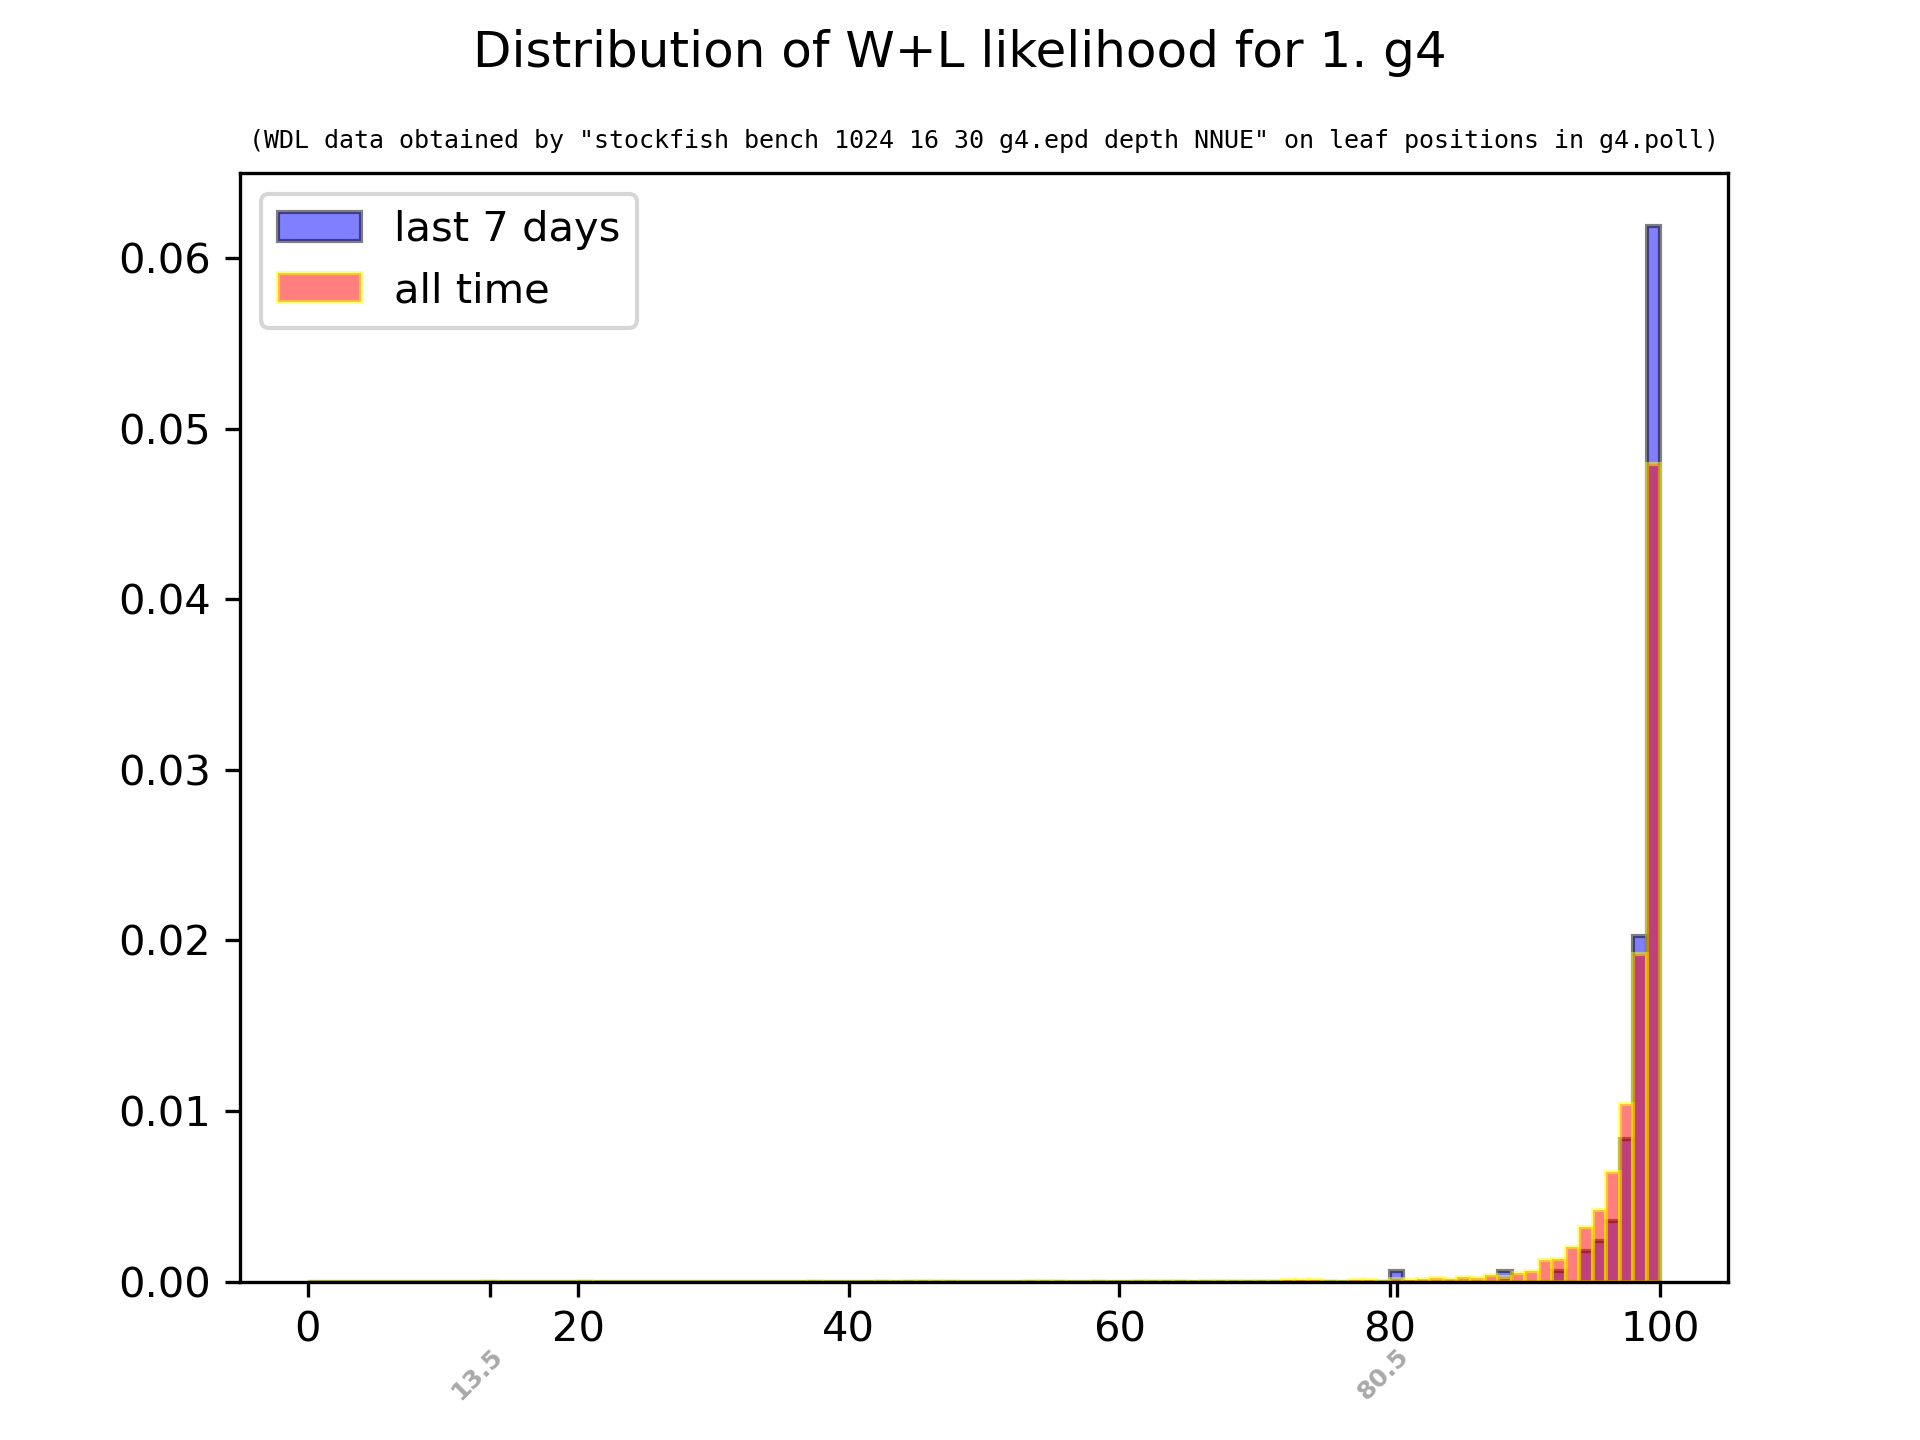 Distribution of W+L likelihood for 1. g4
(WDL data obtained by "stockfish bench 1024 16 30 g4.epd depth NNUE" on leaf positions in g4.poll)
last 7 days
all time
0.06
0.05
0.04
0.03
0.02
0.01
0.00
0 20 40 60 80 100
13.5 80.5